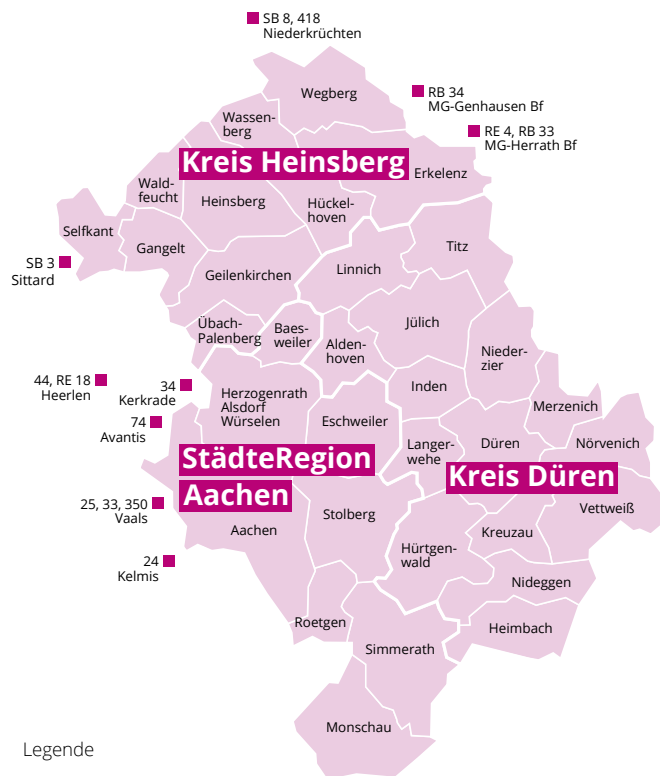 SB 8, 418
Niederkrüchten
Wegberg
RB 34
MG-Genhausen Bf
Wassen-
berg
RE 4, RB 33
MG-Herrath Bf
Kreis Heinsberg
Erkelenz
Wald-
feucht
Heinsberg
Hückel-
hoven
Selfkant
Gangelt
Titz
SB 3
Sittard
Geilenkirchen
Linnich
Übach-
Palenberg
Baes-
weiler
Jülich
Alden-
hoven
Nieder-
zier
44, RE 18
Heerlen
34
Kerkrade
Herzogenrath
Alsdorf
Würselen
Inden
Merzenich
74
Avantis
Eschweiler
Langer-
wehe
Düren
Nörvenich
StädteRegion
Aachen
Kreis Düren
25, 33, 350
Vaals
Aachen
Stolberg
Vettweiß
Kreuzau
24
Kelmis
Hürtgen-
wald
Nideggen
Roetgen
Heimbach
Simmerath
Monschau
Legende